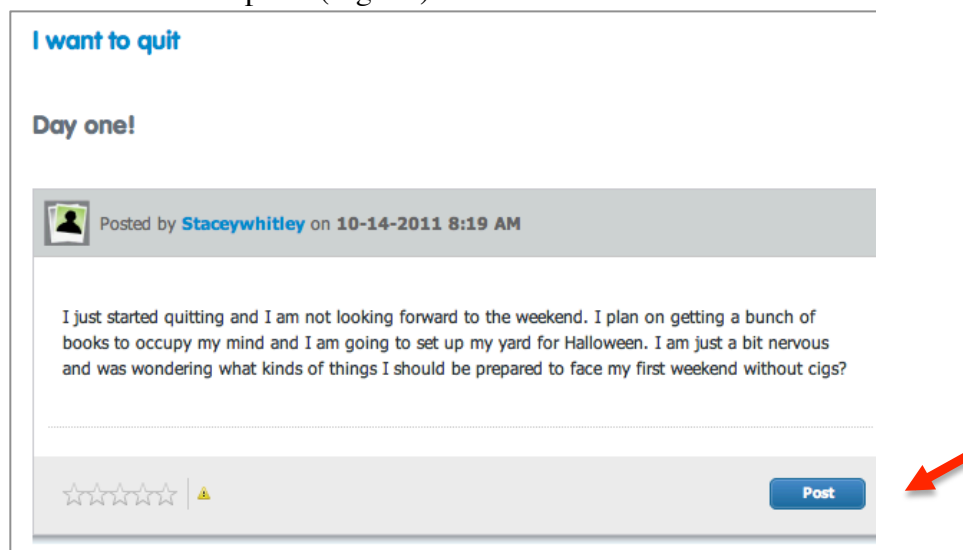 I want to quit
Day one!
Posted by Staceywhitley on 10-14-2011 8:19 AM
I just started quitting and I am not looking forward to the weekend. I plan on getting a bunch of
books to occupy my mind and I am going to set up my yard for Halloween. I am just a bit nervous
and was wondering what kinds of things I should be prepared to face my first weekend without cigs?
Post